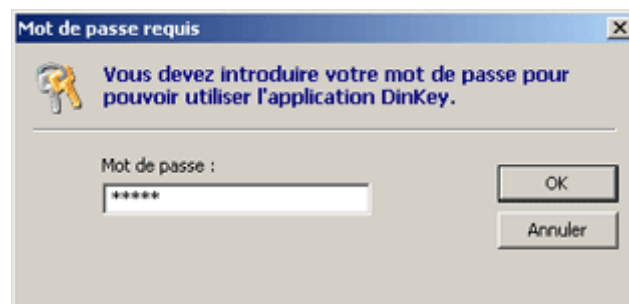 Mot de passe requis
Vous devez introduire votre mot de passe pour
pouvoir utiliser l'application DinKey.
Mot de passe :
*****
OK
Annuler